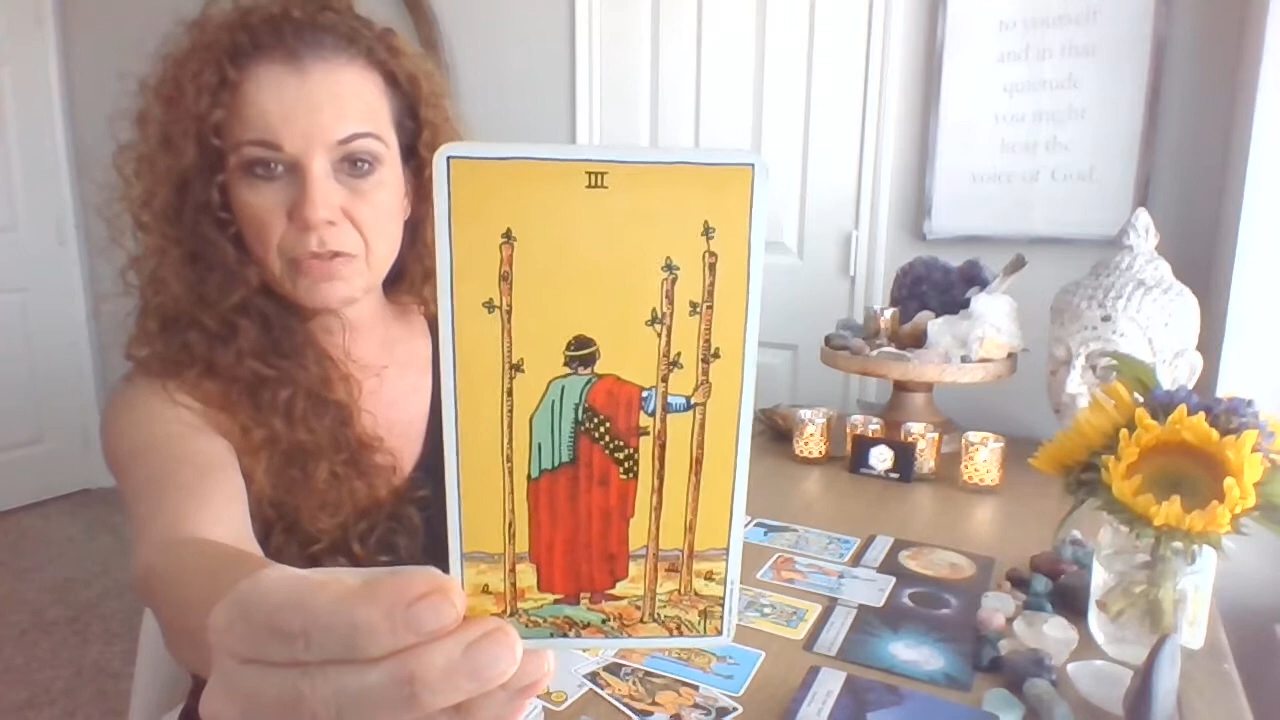 III
to yourself
and in that
quietude
you might
hear the
voice of God.